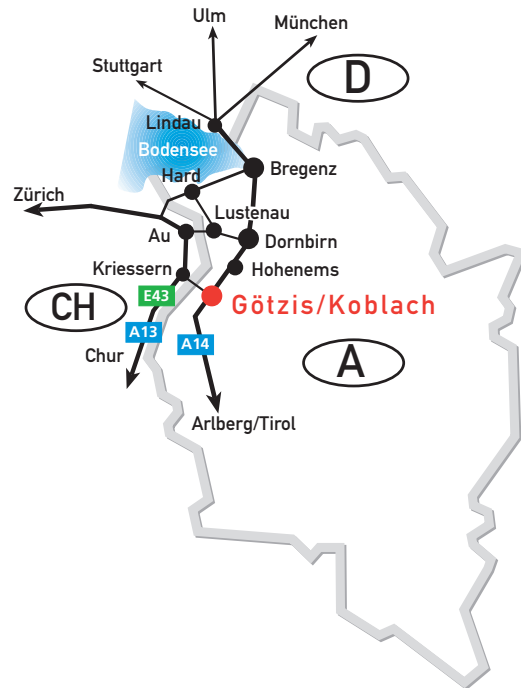 Ulm
München
Stuttgart
D
Lindau
Bodensee
Bregenz
Hard
Zürich
Lustenau
Au
Dornbirn
Kriessern
Hohenems
E43
CH
Götzis/Koblach
A13
A14
Chur
A
Arlberg/Tirol